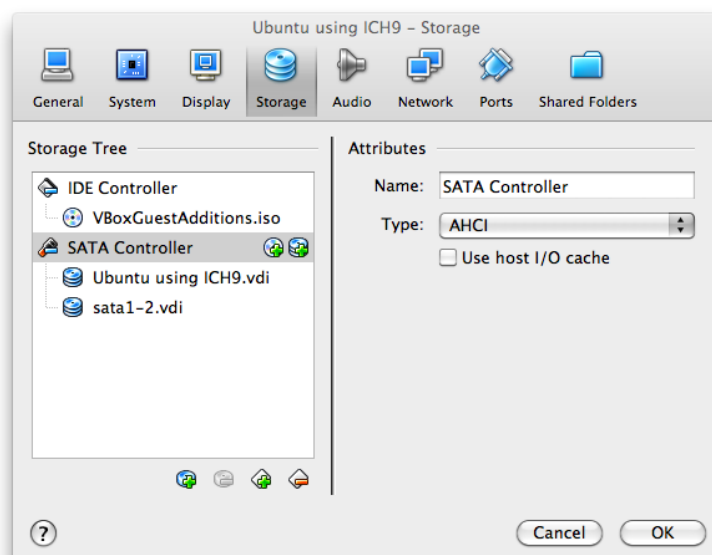 Ubuntu using ICH9 – Storage
General System Display Storage Audio Network Ports Shared Folders
Storage Tree
IDE Controller
VBoxGuestAdditions.iso
SATA Controller
Ubuntu using ICH9.vdi
sata1-2.vdi
Attributes
Name: SATA Controller
Type: AHCI
Use host I/O cache
?
Cancel OK